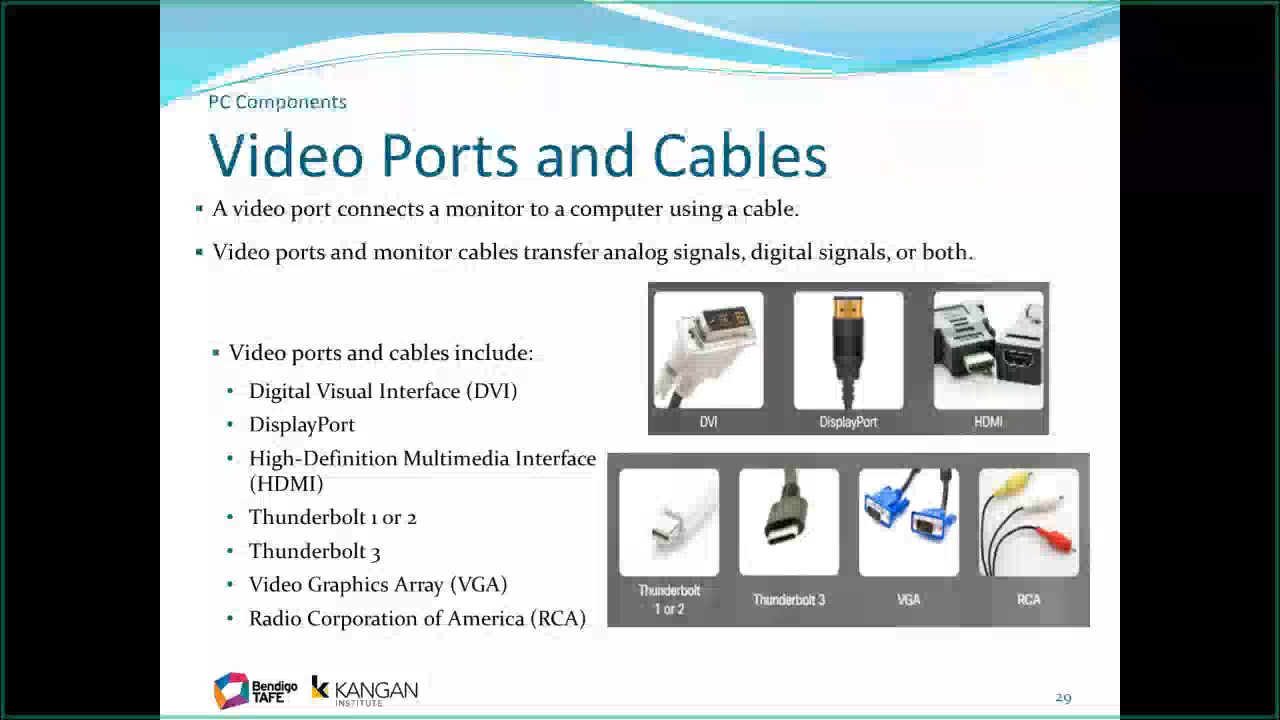 PC Components
Video Ports and Cables
▪ A video port connects a monitor to a computer using a cable.
▪ Video ports and monitor cables transfer analog signals, digital signals, or both.
▪ Video ports and cables include:
• Digital Visual Interface (DVI)
• DisplayPort
• High-Definition Multimedia Interface
(HDMI)
• Thunderbolt 1 or 2
• Thunderbolt 3
• Video Graphics Array (VGA)
• Radio Corporation of America (RCA)
DVI
DisplayPort
HDMI
Thunderbolt
1 or 2
Thunderbolt 3
VGA
RCA
Bendigo
TAFE
KANGAN
INSTITUTE
29